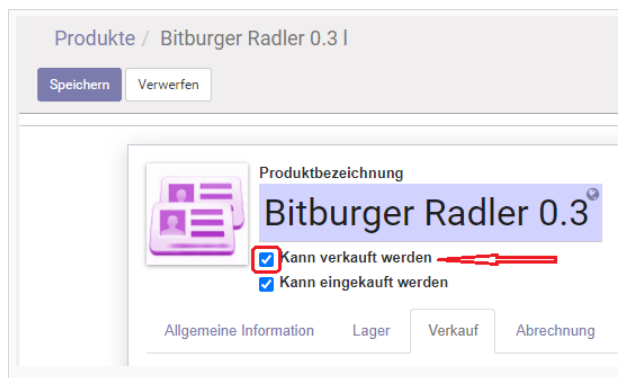 Produkte / Bitburger Radler 0.3 l
Speichern Verwerfen
Produktbezeichnung
Bitburger Radler 0.3
Kann verkauft werden
Kann eingekauft werden
Allgemeine Information Lager Verkauf Abrechnung